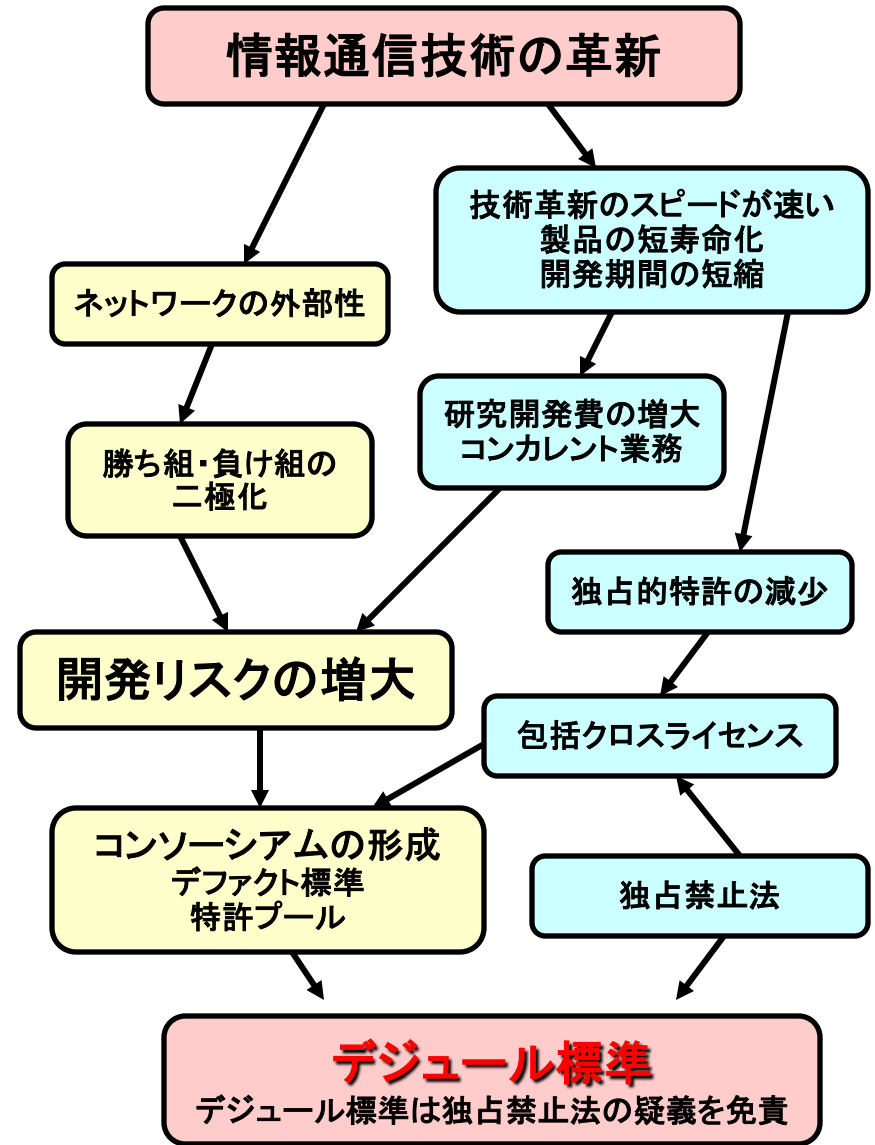 情報通信技術の革新
技術革新のスピードが速い
製品の短寿命化
開発期間の短縮
ネットワークの外部性
研究開発費の増大
コンカレント業務
勝ち組・負け組の
二極化
独占的特許の減少
開発リスクの増大
包括クロスライセンス
コンソーシアムの形成
デファクト標準
特許プール
独占禁止法
デジュール標準
デジュール標準は独占禁止法の疑義を免責